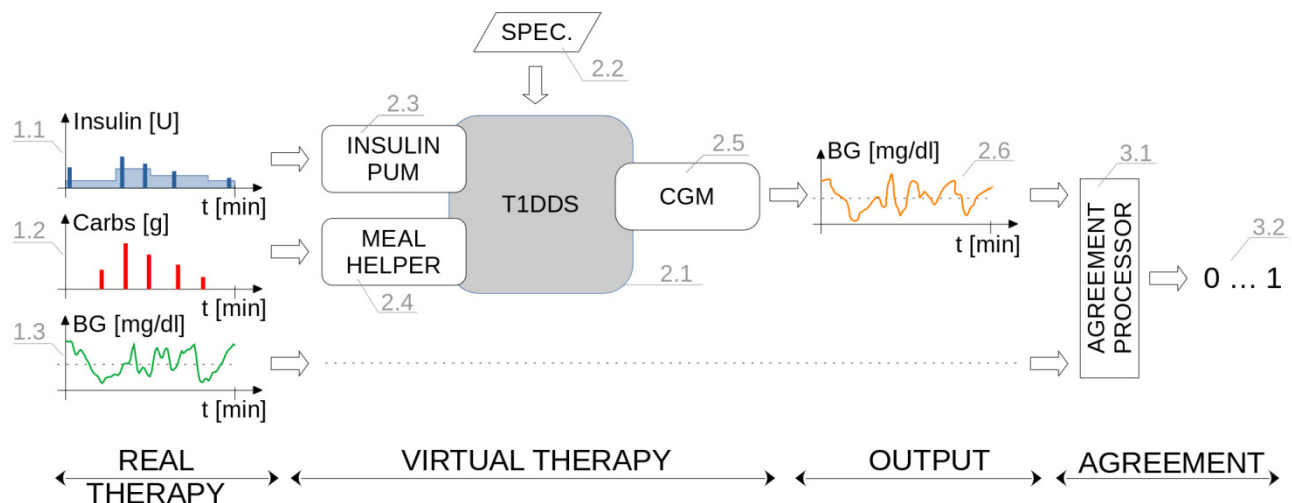 SPEC.
2.2
1.1
Insulin [U]
t [min]
2.3
INSULIN
PUM
T1DDS
2.5
CGM
BG [mg/dl]
2.6
t [min]
3.1
AGREEMENT
PROCESSOR
3.2
0 ... 1
1.2
Carbs [g]
t [min]
MEAL
HELPER
2.4
2.1
1.3
BG [mg/dl]
t [min]
REAL
THERAPY
VIRTUAL THERAPY
OUTPUT
AGREEMENT